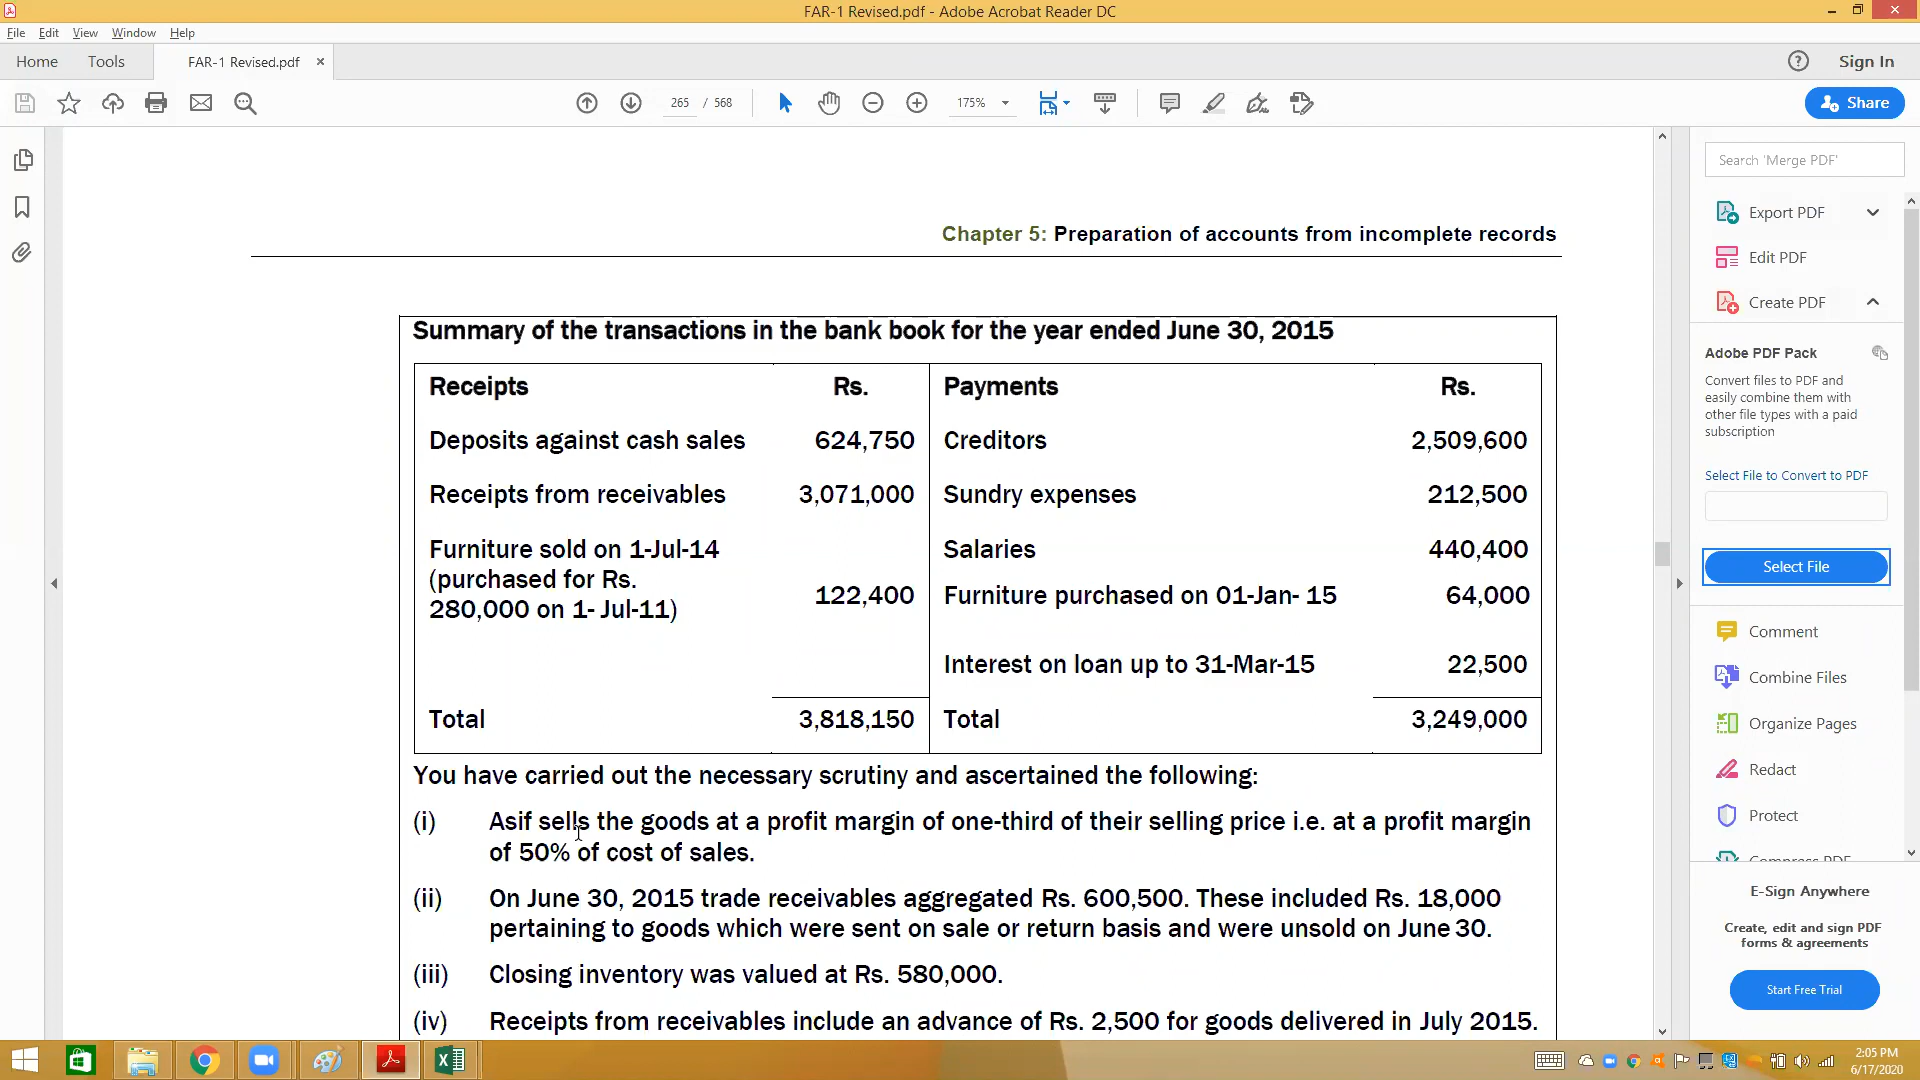 FAR-1 Revised.pdf - Adobe Acrobat Reader DC
File Edit View Window Help
Home Tools FAR-1 Revised.pdf × Sign In
265 / 568 175% Share
Chapter 5: Preparation of accounts from incomplete records
Summary of the transactions in the bank book for the year ended June 30, 2015
Receipts Rs. Payments Rs.
Deposits against cash sales 624,750 Creditors 2,509,600
Receipts from receivables 3,071,000 Sundry expenses 212,500
Furniture sold on 1-Jul-14 Salaries 440,400
(purchased for Rs.
280,000 on 1- Jul-11) 122,400 Furniture purchased on 01-Jan- 15 64,000
Interest on loan up to 31-Mar-15 22,500
Total 3,818,150 Total 3,249,000
You have carried out the necessary scrutiny and ascertained the following:
(i) Asif sells the goods at a profit margin of one-third of their selling price i.e. at a profit margin
of 50% of cost of sales.
(ii) On June 30, 2015 trade receivables aggregated Rs. 600,500. These included Rs. 18,000
pertaining to goods which were sent on sale or return basis and were unsold on June 30.
(iii) Closing inventory was valued at Rs. 580,000.
(iv) Receipts from receivables include an advance of Rs. 2,500 for goods delivered in July 2015.
Search 'Merge PDF'
Export PDF
Edit PDF
Create PDF
Adobe PDF Pack
Convert files to PDF and
easily combine them with
other file types with a paid
subscription
Select File to Convert to PDF
Select File
Comment
Combine Files
Organize Pages
Redact
Protect
Compress PDF
E-Sign Anywhere
Create, edit and sign PDF
forms & agreements
Start Free Trial
2:05 PM
6/17/2020